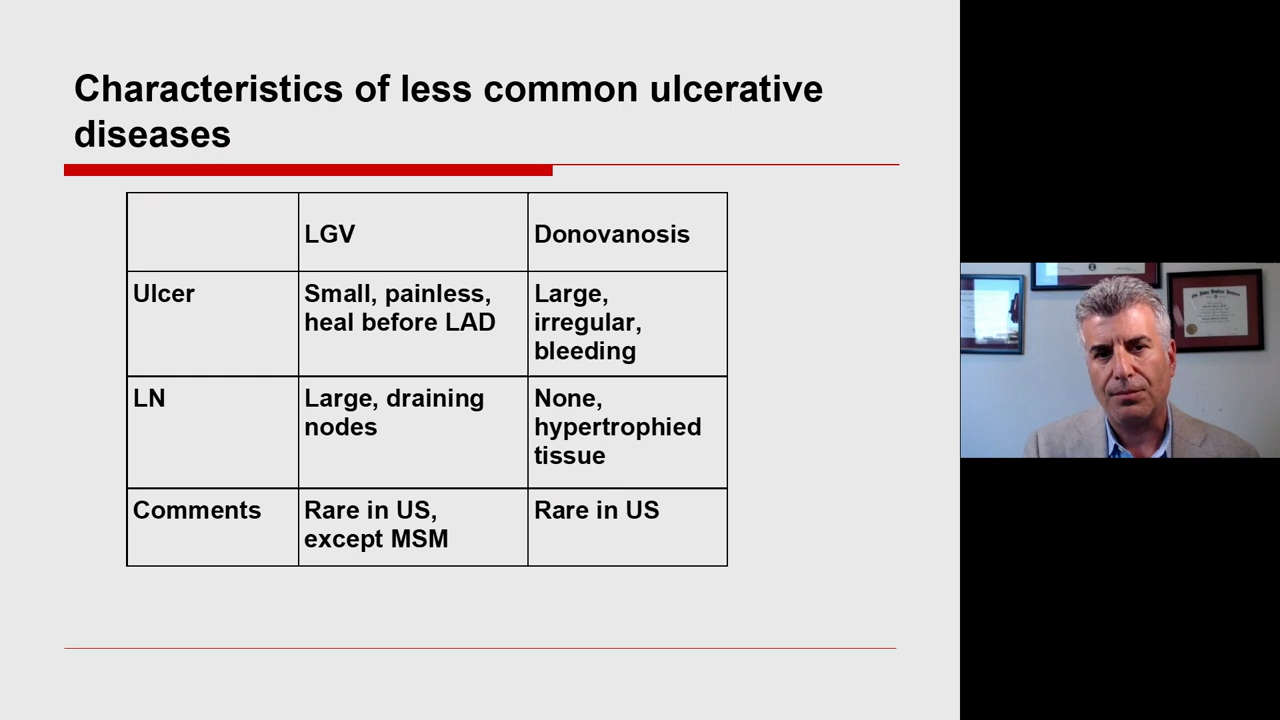 Characteristics of less common ulcerative
diseases
LGV
Donovanosis
Ulcer
Small, painless,
heal before LAD
Large,
irregular,
bleeding
LN
Large, draining
nodes
None,
hypertrophied
tissue
Comments
Rare in US,
except MSM
Rare in US